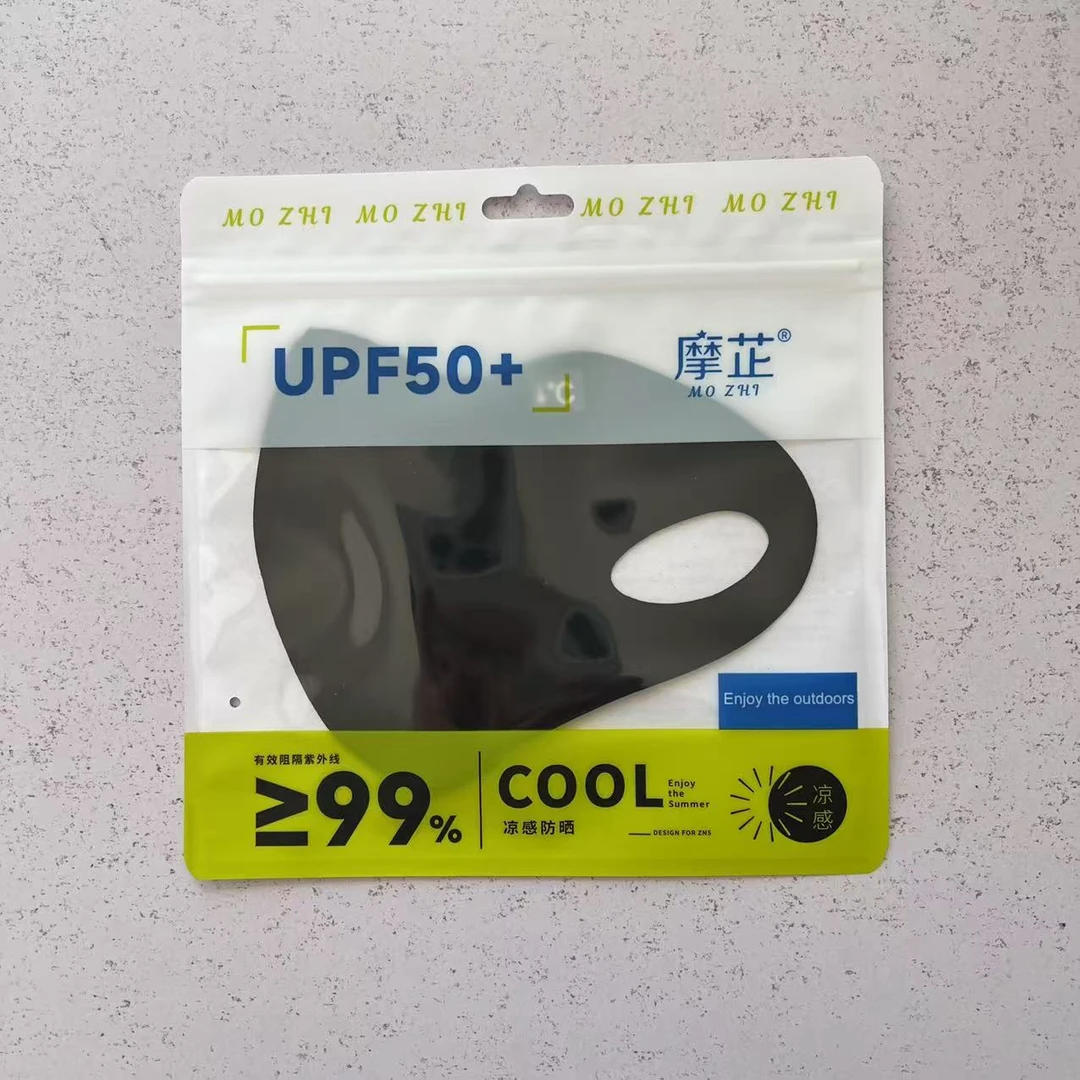 MO ZHI MO ZHI MO ZHI MO ZHI
UPF50+
摩芷®
MO ZHI
Enjoy the outdoors
有效阻隔紫外线
≥99%
COOL
Enjoy
the
Summer
凉感防晒
DESIGN FOR ZNS
凉
感